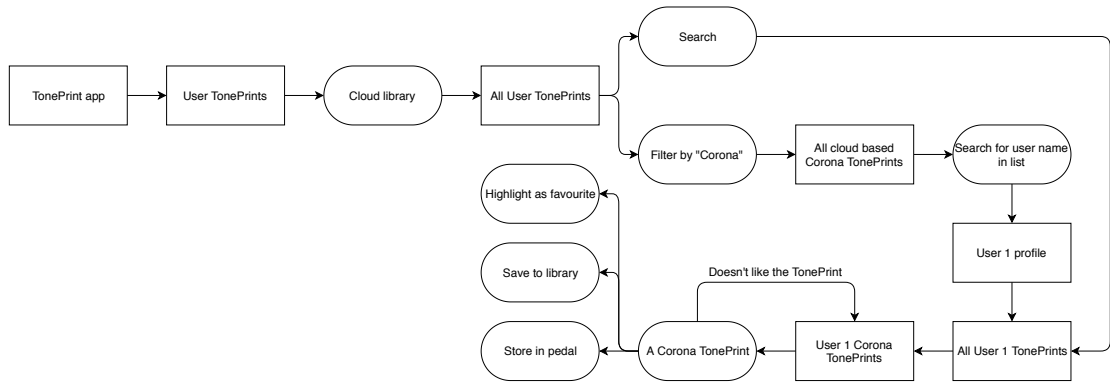 Search
TonePrint app
User TonePrints
Cloud library
All User TonePrints
Filter by "Corona"
All cloud based
Corona TonePrints
Search for user name
in list
Highlight as favourite
User 1 profile
Save to library
Doesn't like the TonePrint
Store in pedal
A Corona TonePrint
User 1 Corona
TonePrints
All User 1 TonePrints